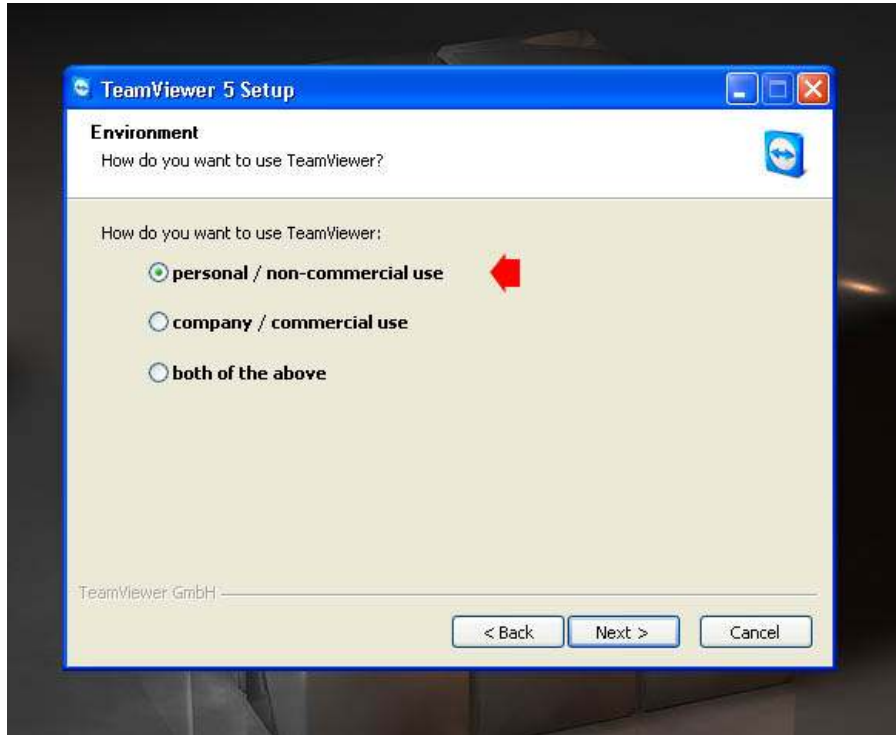 TeamViewer 5 Setup
Environment
How do you want to use TeamViewer?
How do you want to use TeamViewer:
personal / non-commercial use
company / commercial use
both of the above
TeamViewer GmbH
< Back Next > Cancel